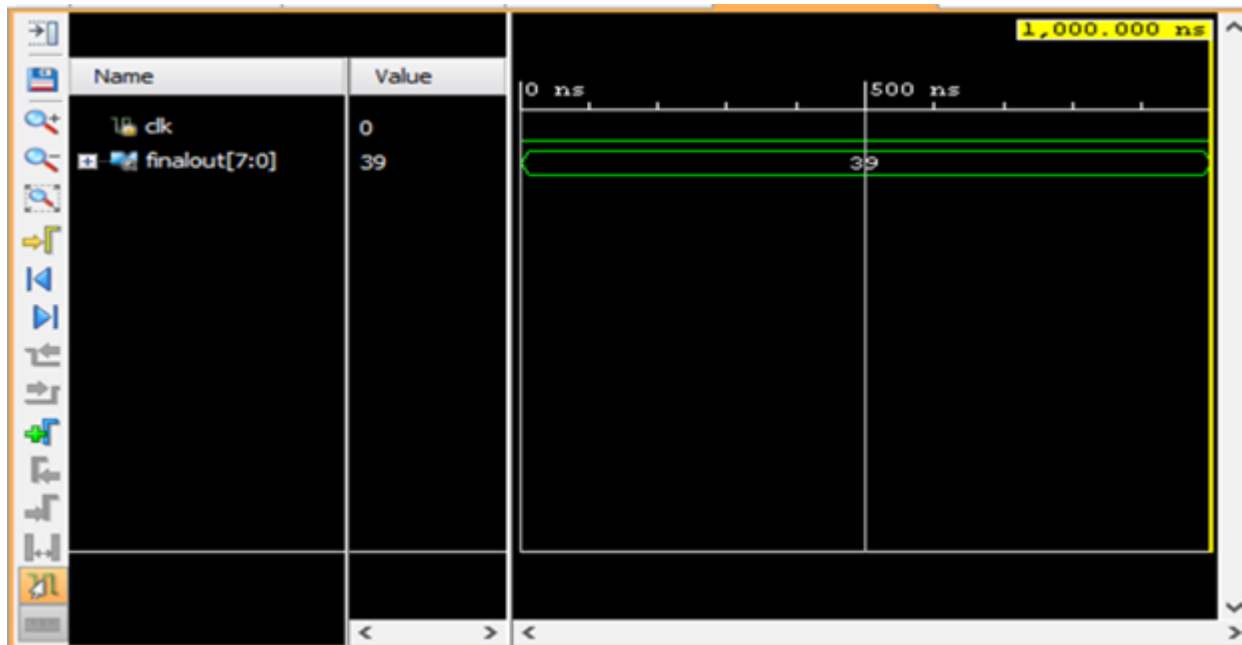 1,000.000 ns
Name Value
0 ns 500 ns
clk 0
finalout[7:0] 39 39